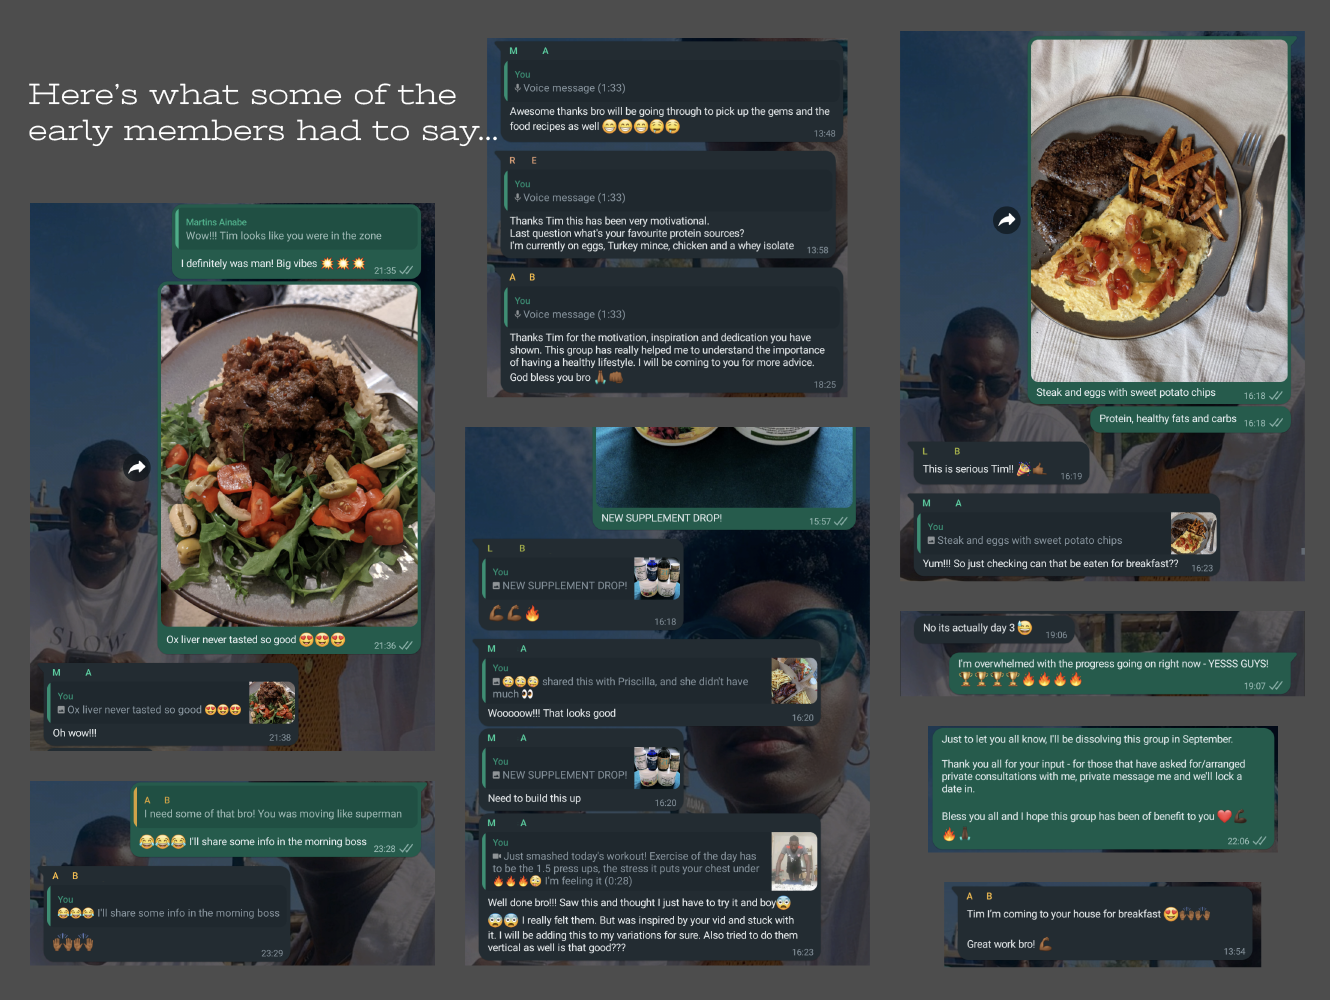 Here's what some of the
early members had to say...
Martins Ainabe
Wow!!! Tim looks like you were in the zone
I definitely was man! Big vibes 💥 💥 💥
21:35
Ox liver never tasted so good 😍😍😍
21:36
M A
You
Ox liver never tasted so good 😍😍😍
Oh wow!!!
21:38
SLOW
A B
I need some of that bro! You was moving like superman
😂😂😂 I'll share some info in the morning boss
23:28
A B
You
😂😂😂 I'll share some info in the morning boss
🙌🏾🙌🏾
23:29
M A
You
Voice message (1:33)
Awesome thanks bro will be going through to pick up the gems and the
food recipes as well 😁😁😁😄😄
13:48
R E
You
Voice message (1:33)
Thanks Tim this has been very motivational.
Last question what's your favourite protein sources?
I'm currently on eggs, Turkey mince, chicken and a whey isolate
13:58
A B
You
Voice message (1:33)
Thanks Tim for the motivation, inspiration and dedication you have
shown. This group has really helped me to understand the importance
of having a healthy lifestyle. I will be coming to you for more advice.
God bless you bro 🙏🏾👊🏾
18:25
NEW SUPPLEMENT DROP!
15:57
L B
You
NEW SUPPLEMENT DROP!
💪🏾💪🏾🔥
16:18
M A
You
😳😳😳 shared this with Priscilla, and she didn't have
much 👀
Wooooow!!! That looks good
16:20
M A
You
NEW SUPPLEMENT DROP!
Need to build this up
16:20
M A
You
Just smashed today's workout! Exercise of the day has
to be the 1.5 press ups, the stress it puts your chest under
🔥🔥🔥😳 I'm feeling it (0:28)
Well done bro!!! Saw this and thought I just have to try it and boy😨
😨😨 I really felt them. But was inspired by your vid and stuck with
it. I will be adding this to my variations for sure. Also tried to do them
vertical as well is that good???
16:23
Steak and eggs with sweet potato chips
16:18
Protein, healthy fats and carbs
16:18
L B
This is serious Tim!! 🎉🤙🏾
16:19
M A
You
Steak and eggs with sweet potato chips
Yum!!! So just checking can that be eaten for breakfast??
16:23
No its actually day 3 😅
19:06
I'm overwhelmed with the progress going on right now - YESSS GUYS!
🏆🏆🏆🏆🔥🔥🔥🔥
19:07
Just to let you all know, I'll be dissolving this group in September.
Thank you all for your input - for those that have asked for/arranged
private consultations with me, private message me and we'll lock a
date in.
Bless you all and I hope this group has been of benefit to you ❤️💪🏿
🔥🙏🏿
22:06
A B
Tim I'm coming to your house for breakfast 😍🙌🏾🙌🏾
Great work bro! 💪🏾
13:54